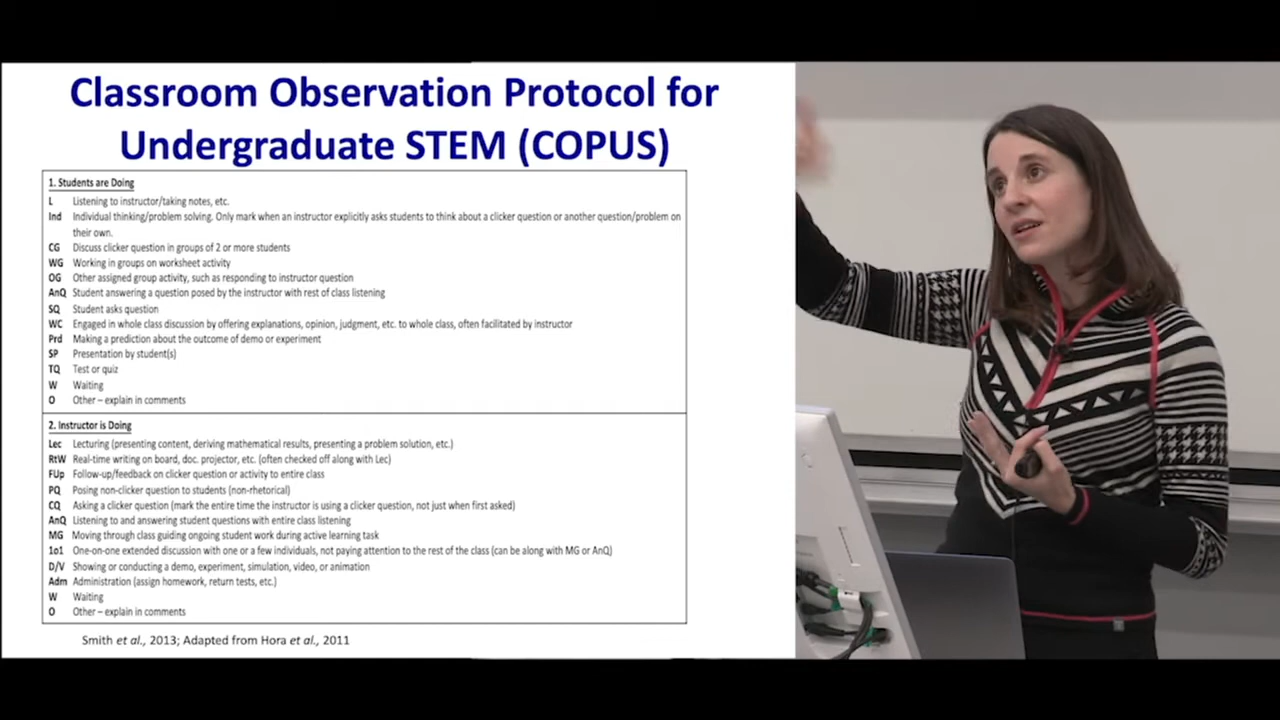 Classroom Observation Protocol for
Undergraduate STEM (COPUS)
1. Students are Doing
L Listening to instructor/taking notes, etc.
Ind Individual thinking/problem solving. Only mark when an instructor explicitly asks students to think about a clicker question or another question/problem on
their own.
CG Discuss clicker question in groups of 2 or more students
WG Working in groups on worksheet activity
OG Other assigned group activity, such as responding to instructor question
AnQ Student answering a question posed by the instructor with rest of class listening
SQ Student asks question
WC Engaged in whole class discussion by offering explanations, opinion, judgment, etc. to whole class, often facilitated by instructor
Prd Making a prediction about the outcome of demo or experiment
SP Presentation by student(s)
TQ Test or quiz
W Waiting
O Other – explain in comments
2. Instructor is Doing
Lec Lecturing (presenting content, deriving mathematical results, presenting a problem solution, etc.)
RtW Real-time writing on board, doc. projector, etc. (often checked off along with Lec)
FUp Follow-up/feedback on clicker question or activity to entire class
PQ Posing non-clicker question to students (non-rhetorical)
CQ Asking a clicker question (mark the entire time the instructor is using a clicker question, not just when first asked)
AnQ Listening to and answering student questions with entire class listening
MG Moving through class guiding ongoing student work during active learning task
1o1 One-on-one extended discussion with one or a few individuals, not paying attention to the rest of the class (can be along with MG or AnQ)
D/V Showing or conducting a demo, experiment, simulation, video, or animation
Adm Administration (assign homework, return tests, etc.)
W Waiting
O Other – explain in comments
Smith et al., 2013; Adapted from Hora et al., 2011